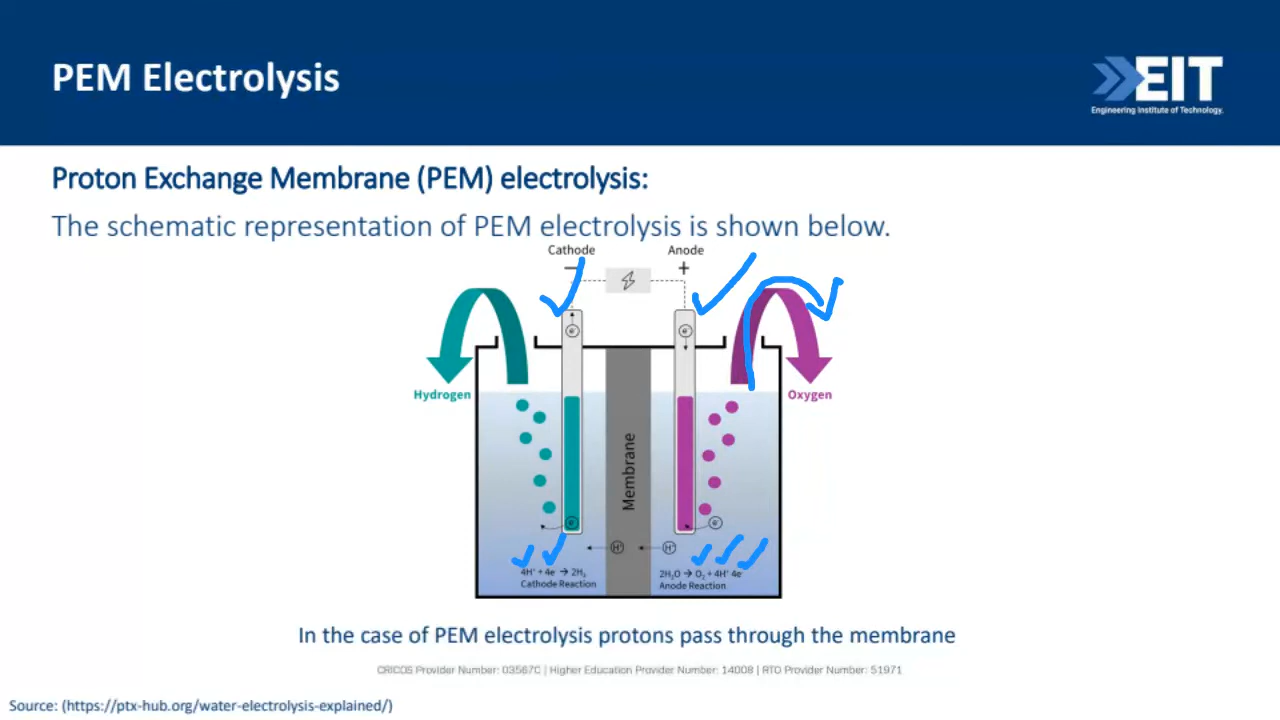 PEM Electrolysis
EIT
Engineering Institute of Technology.
Proton Exchange Membrane (PEM) electrolysis:
The schematic representation of PEM electrolysis is shown below.
Cathode Anode
− +
e⁻ e⁻
Hydrogen Oxygen
Membrane
e⁻ e⁻
H⁺ H⁺
4H⁺ + 4e⁻ → 2H₂
Cathode Reaction
2H₂O → O₂ + 4H⁺ 4e⁻
Anode Reaction
In the case of PEM electrolysis protons pass through the membrane
CRICOS Provider Number: 03567C | Higher Education Provider Number: 14008 | RTO Provider Number: 51971
Source: (https://ptx-hub.org/water-electrolysis-explained/)